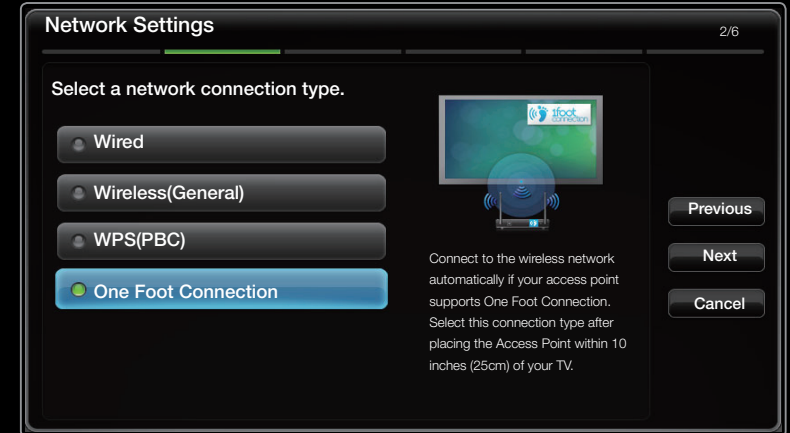 Network Settings
2/6
Select a network connection type.
Wired
Wireless(General)
WPS(PBC)
One Foot Connection
1foot
connection
Connect to the wireless network
automatically if your access point
supports One Foot Connection.
Select this connection type after
placing the Access Point within 10
inches (25cm) of your TV.
Previous
Next
Cancel